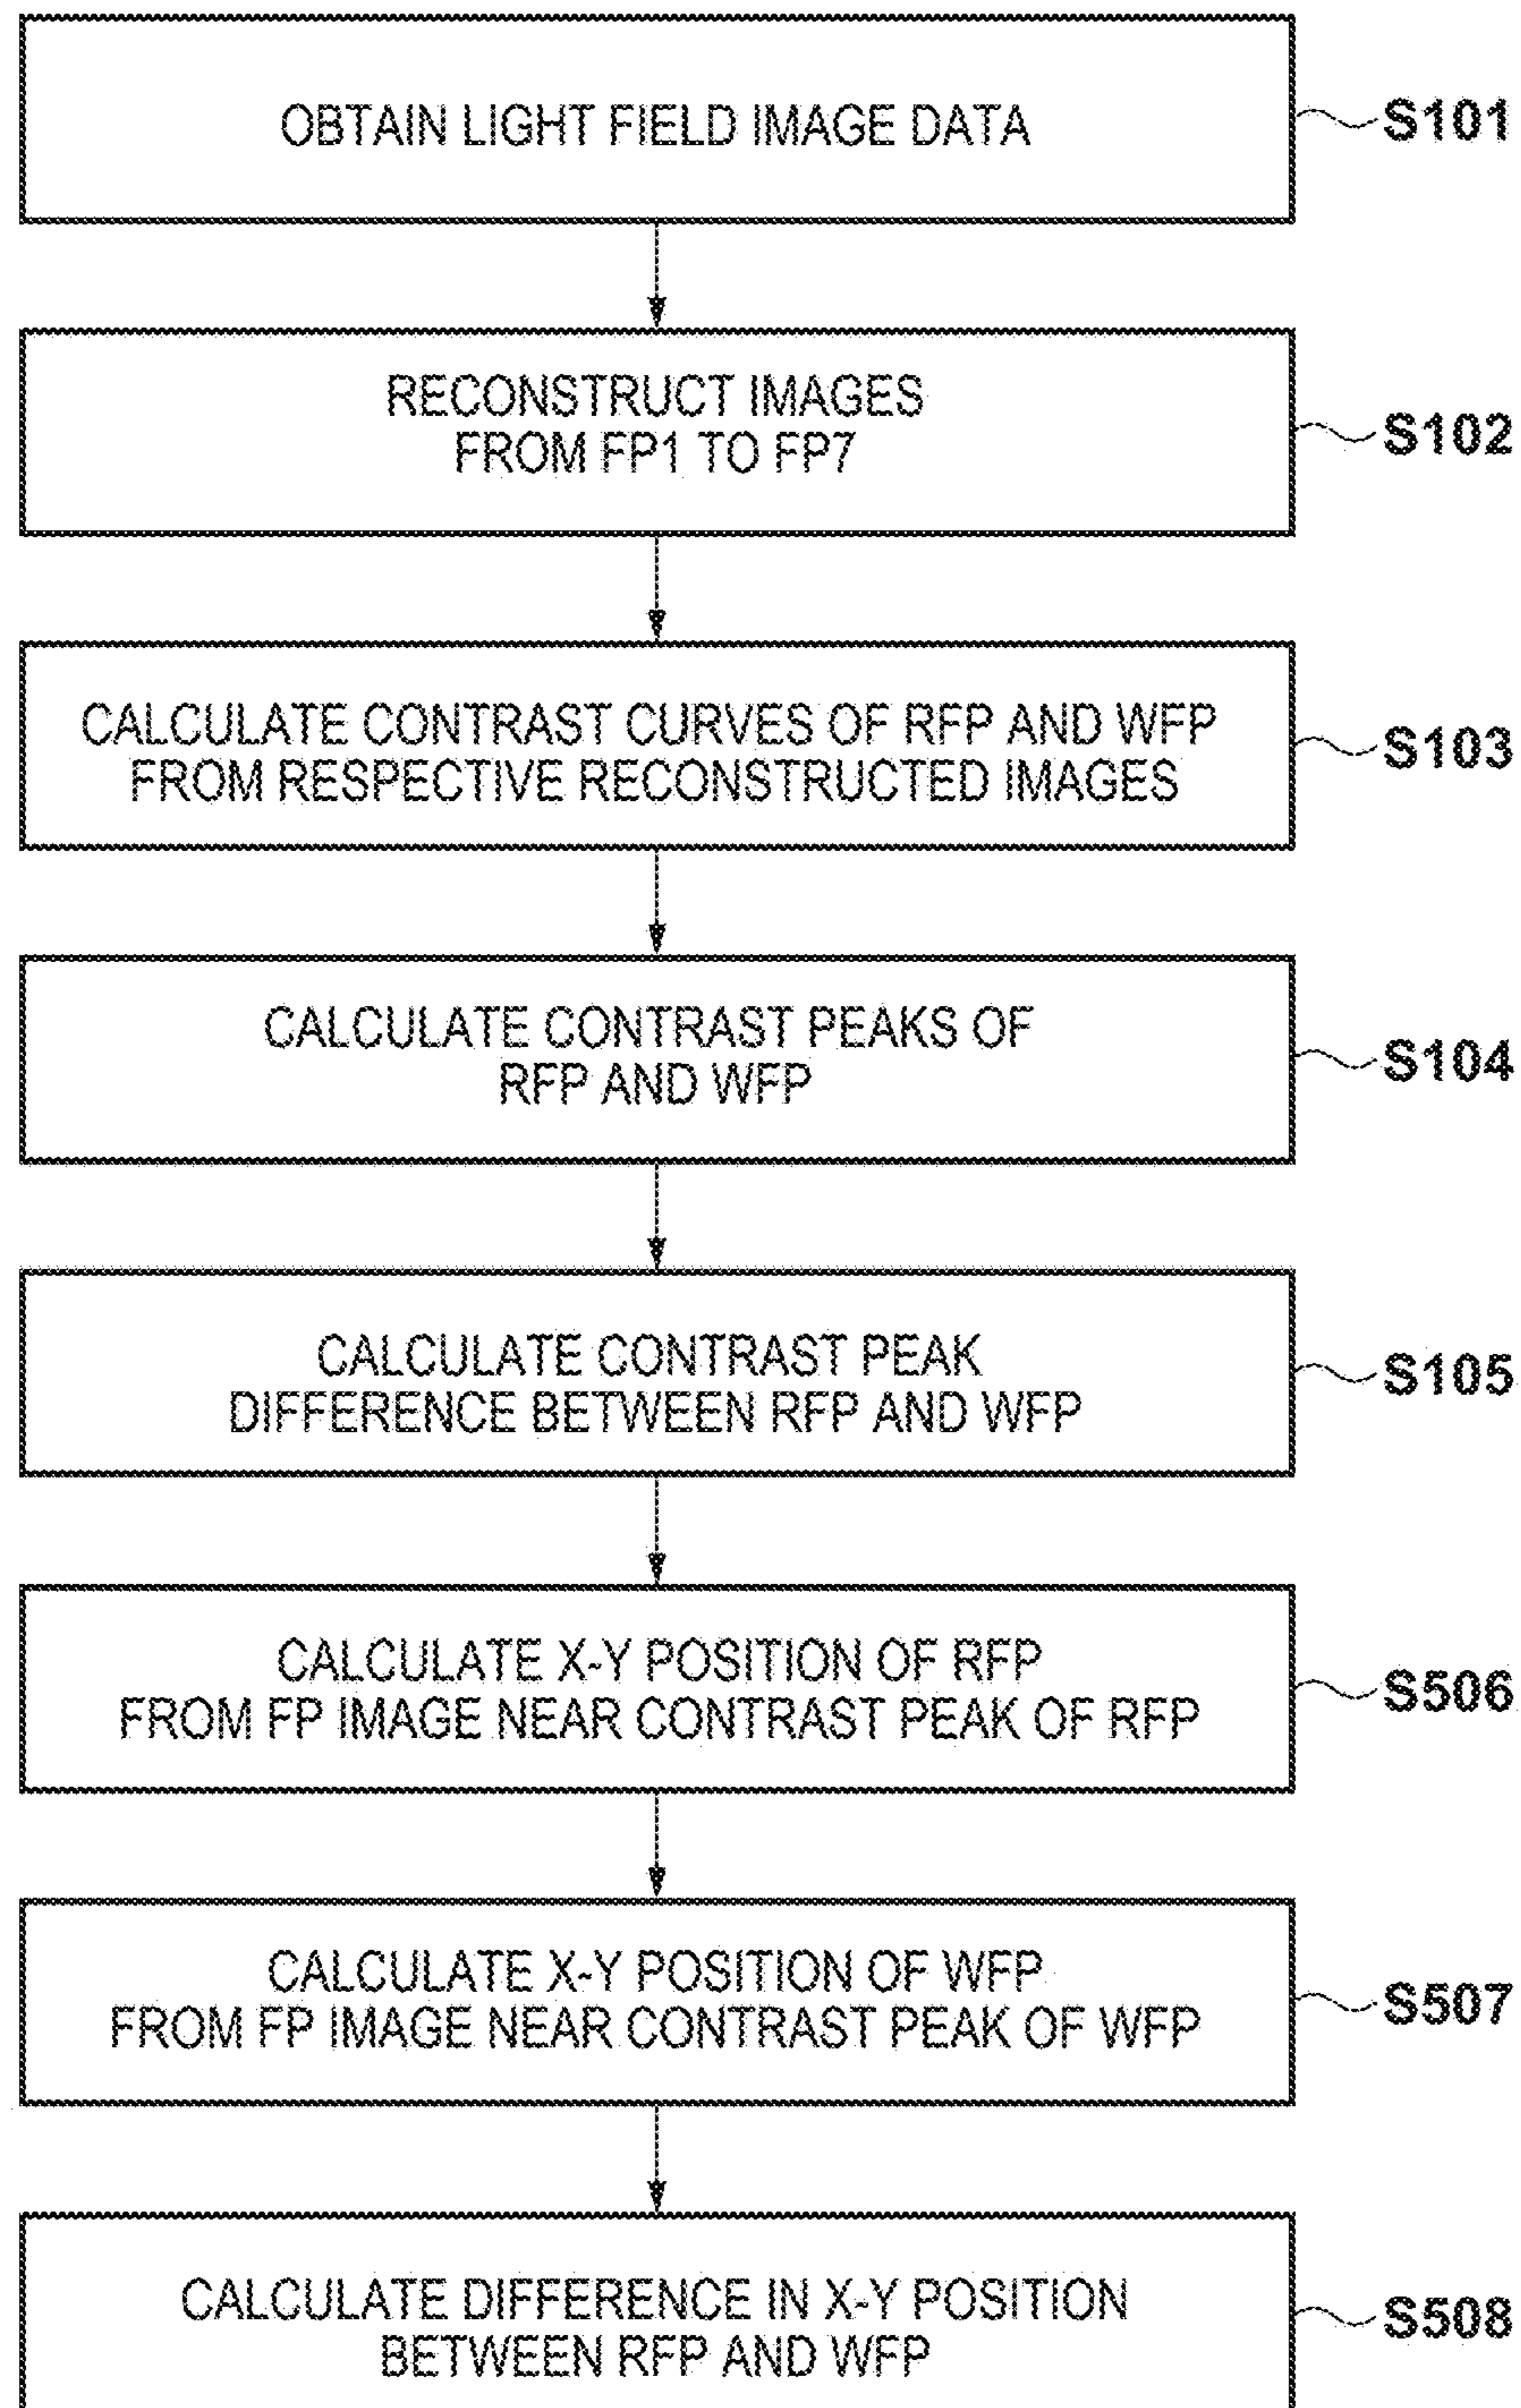 OBTAIN LIGHT FIELD IMAGE DATA
S101
RECONSTRUCT IMAGES
FROM FP1 TO FP7
S102
CALCULATE CONTRAST CURVES OF RFP AND WFP
FROM RESPECTIVE RECONSTRUCTED IMAGES
S103
CALCULATE CONTRAST PEAKS OF
RFP AND WFP
S104
CALCULATE CONTRAST PEAK
DIFFERENCE BETWEEN RFP AND WFP
S105
CALCULATE X-Y POSITION OF RFP
FROM FP IMAGE NEAR CONTRAST PEAK OF RFP
S506
CALCULATE X-Y POSITION OF WFP
FROM FP IMAGE NEAR CONTRAST PEAK OF WFP
S507
CALCULATE DIFFERENCE IN X-Y POSITION
BETWEEN RFP AND WFP
S508